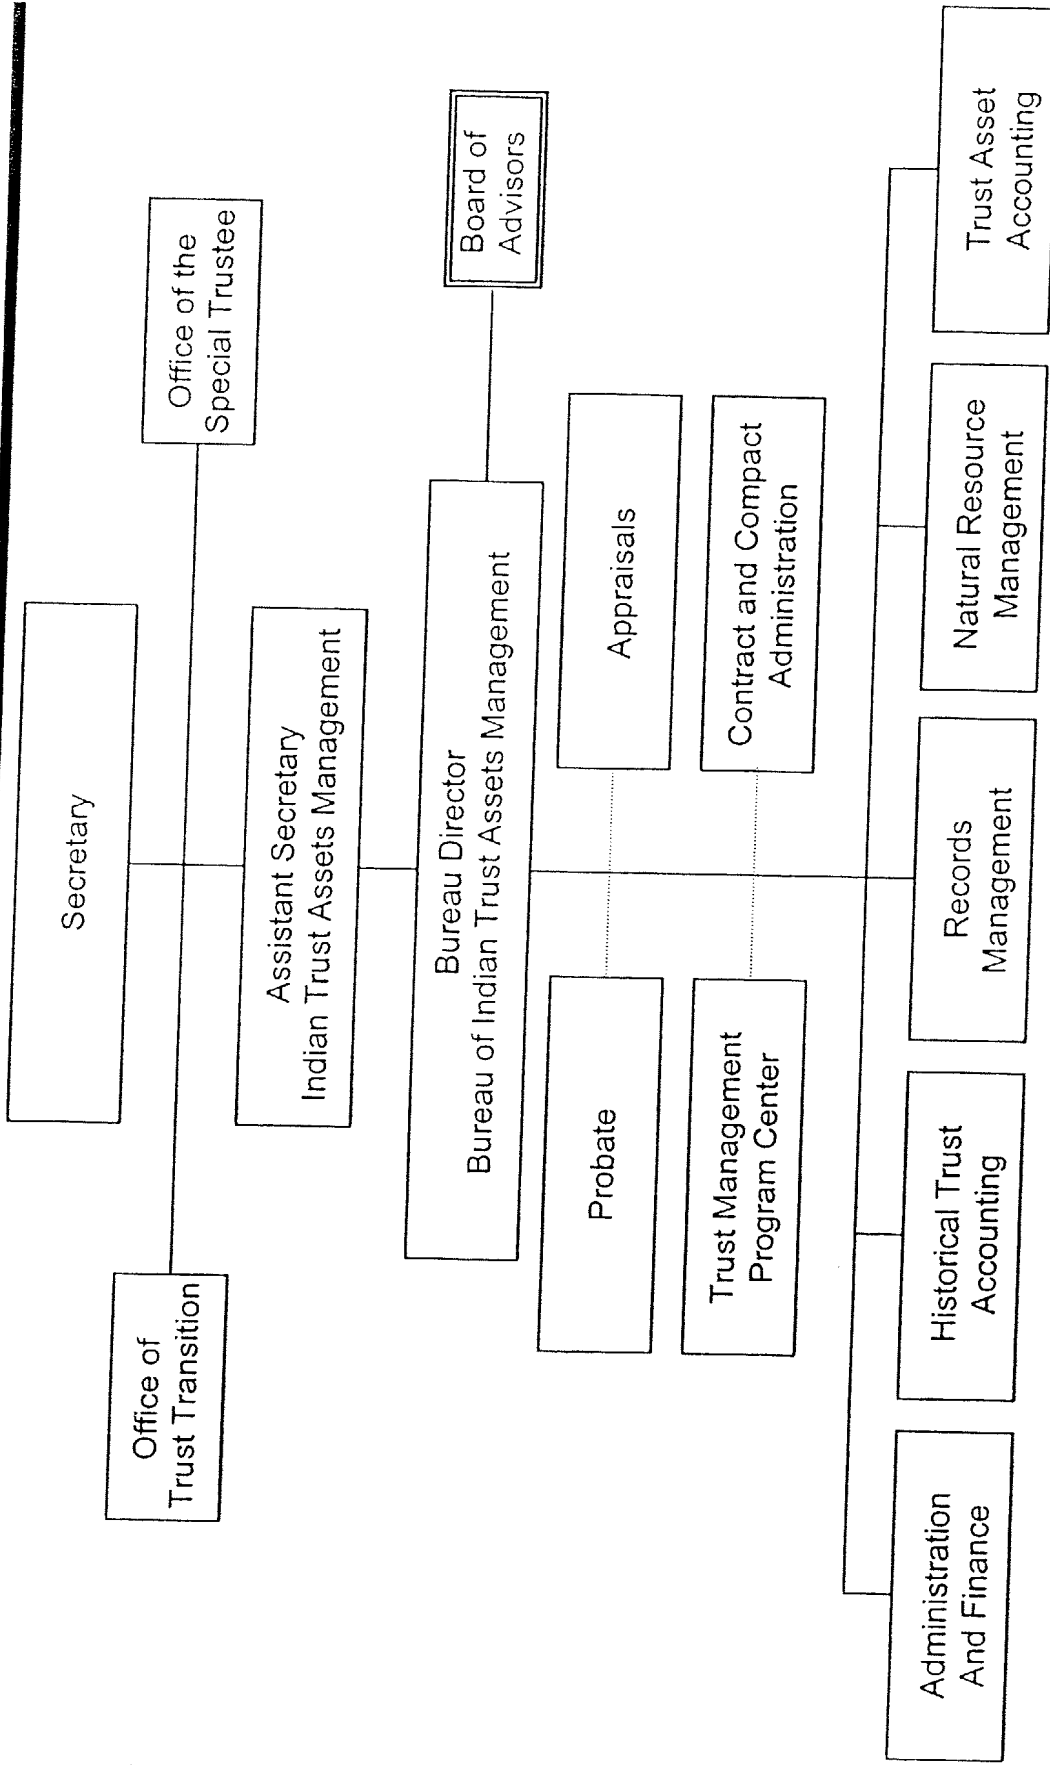 Secretary
Office of
Trust Transition
Office of the
Special Trustee
Assistant Secretary
Indian Trust Assets Management
Bureau Director
Bureau of Indian Trust Assets Management
Board of
Advisors
Probate
Appraisals
Trust Management
Program Center
Contract and Compact
Administration
Administration
And Finance
Historical Trust
Accounting
Records
Management
Natural Resource
Management
Trust Asset
Accounting